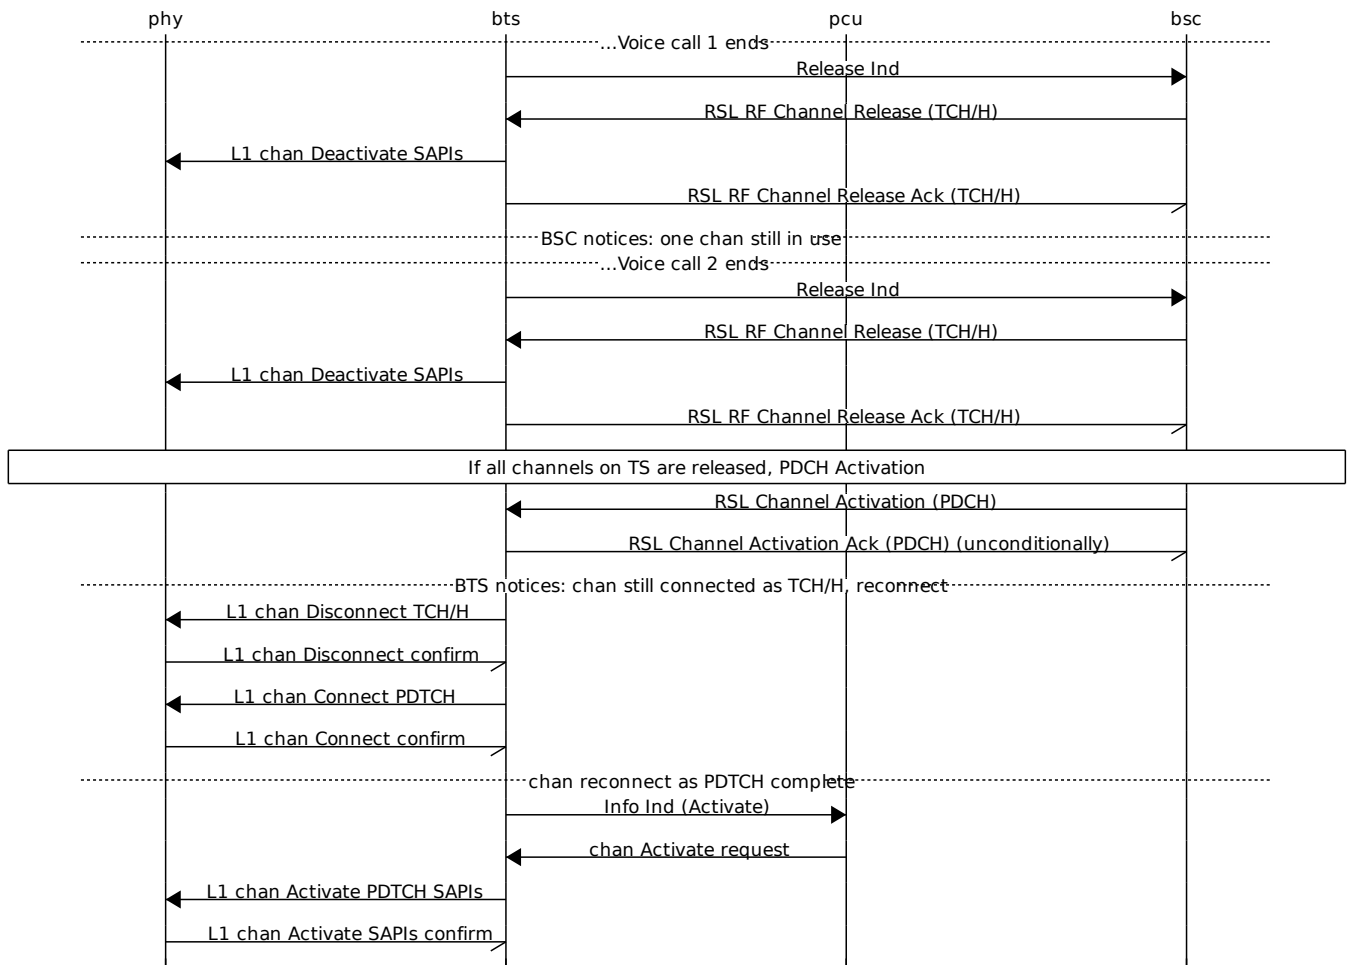 phy bts pcu bsc
...Voice call 1 ends
Release Ind
RSL RF Channel Release (TCH/H)
L1 chan Deactivate SAPIs
RSL RF Channel Release Ack (TCH/H)
BSC notices: one chan still in use
...Voice call 2 ends
Release Ind
RSL RF Channel Release (TCH/H)
L1 chan Deactivate SAPIs
RSL RF Channel Release Ack (TCH/H)
If all channels on TS are released, PDCH Activation
RSL Channel Activation (PDCH)
RSL Channel Activation Ack (PDCH) (unconditionally)
BTS notices: chan still connected as TCH/H, reconnect
L1 chan Disconnect TCH/H
L1 chan Disconnect confirm
L1 chan Connect PDTCH
L1 chan Connect confirm
chan reconnect as PDTCH complete
Info Ind (Activate)
chan Activate request
L1 chan Activate PDTCH SAPIs
L1 chan Activate SAPIs confirm